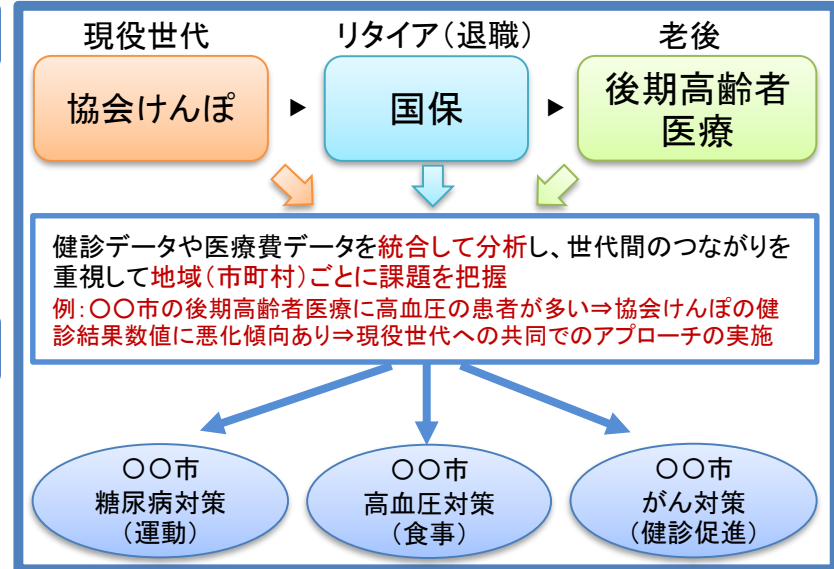 現役世代
リタイア（退職）
老後
協会けんぽ
▶
国保
▶
後期高齢者
医療
健診データや医療費データを統合して分析し、世代間のつながりを
重視して地域（市町村）ごとに課題を把握
例：〇〇市の後期高齢者医療に高血圧の患者が多い⇒協会けんぽの健
診結果数値に悪化傾向あり⇒現役世代への共同でのアプローチの実施
〇〇市
糖尿病対策
（運動）
〇〇市
高血圧対策
（食事）
〇〇市
がん対策
（健診促進）